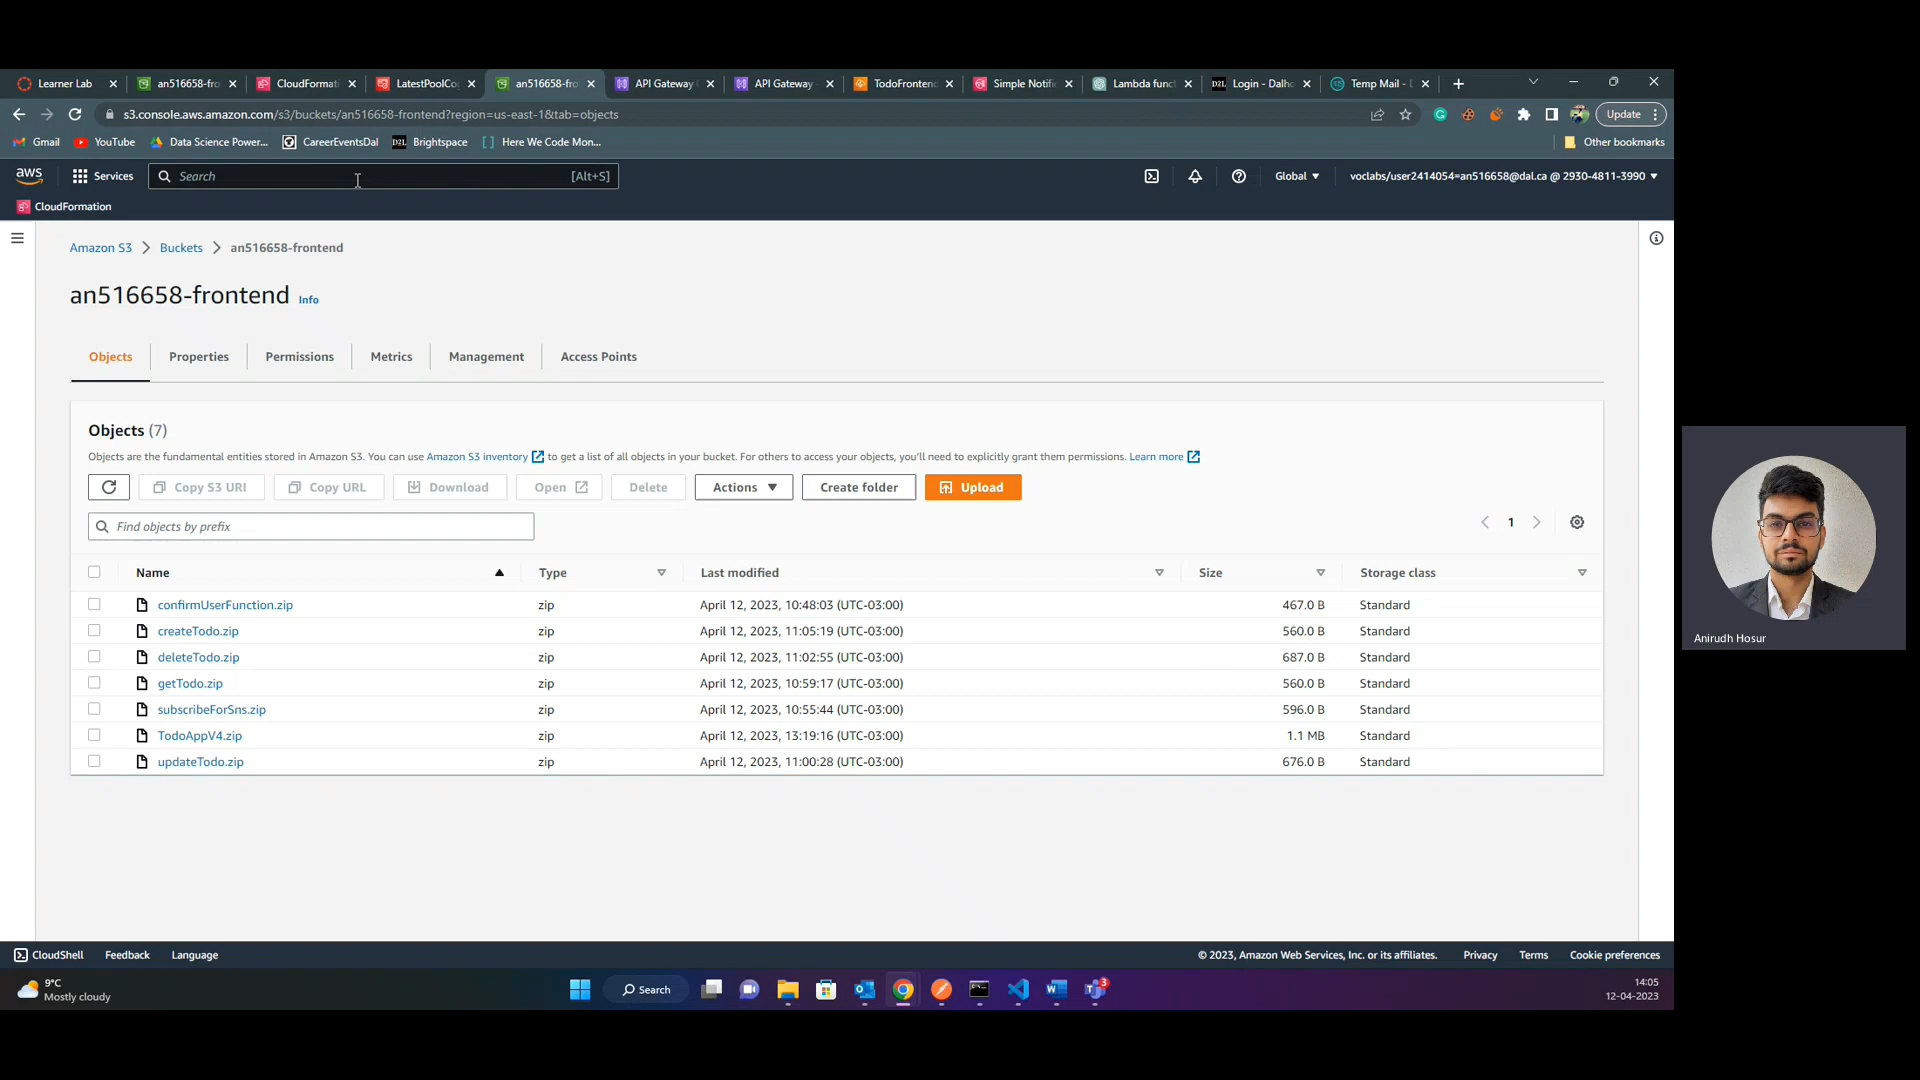 Learner Lab
an516658-fro
CloudFormati
LatestPoolCo
an516658-fro
API Gateway
API Gateway
TodoFrontend
Simple Notifi
Lambda func
D2L Login - Dalho
Temp Mail - D
s3.console.aws.amazon.com/s3/buckets/an516658-frontend?region=us-east-1&tab=objects
Update
Gmail
YouTube
Data Science Power...
CareerEventsDal
D2L Brightspace
Here We Code Mon...
Other bookmarks
aws
Services
Search
[Alt+S]
Global
voclabs/user2414054=an516658@dal.ca @ 2930-4811-3990
CloudFormation
Amazon S3 > Buckets > an516658-frontend
an516658-frontend Info
Objects
Properties
Permissions
Metrics
Management
Access Points
Objects (7)
Objects are the fundamental entities stored in Amazon S3. You can use Amazon S3 inventory to get a list of all objects in your bucket. For others to access your objects, you'll need to explicitly grant them permissions. Learn more
Copy S3 URI
Copy URL
Download
Open
Delete
Actions
Create folder
Upload
Find objects by prefix
1
Name Type Last modified Size Storage class
confirmUserFunction.zip zip April 12, 2023, 10:48:03 (UTC-03:00) 467.0 B Standard
createTodo.zip zip April 12, 2023, 11:05:19 (UTC-03:00) 560.0 B Standard
deleteTodo.zip zip April 12, 2023, 11:02:55 (UTC-03:00) 687.0 B Standard
getTodo.zip zip April 12, 2023, 10:59:17 (UTC-03:00) 560.0 B Standard
subscribeForSns.zip zip April 12, 2023, 10:55:44 (UTC-03:00) 596.0 B Standard
TodoAppV4.zip zip April 12, 2023, 13:19:16 (UTC-03:00) 1.1 MB Standard
updateTodo.zip zip April 12, 2023, 11:00:28 (UTC-03:00) 676.0 B Standard
Anirudh Hosur
CloudShell
Feedback
Language
© 2023, Amazon Web Services, Inc. or its affiliates.
Privacy
Terms
Cookie preferences
9°C
Mostly cloudy
Search
3
14:05
12-04-2023